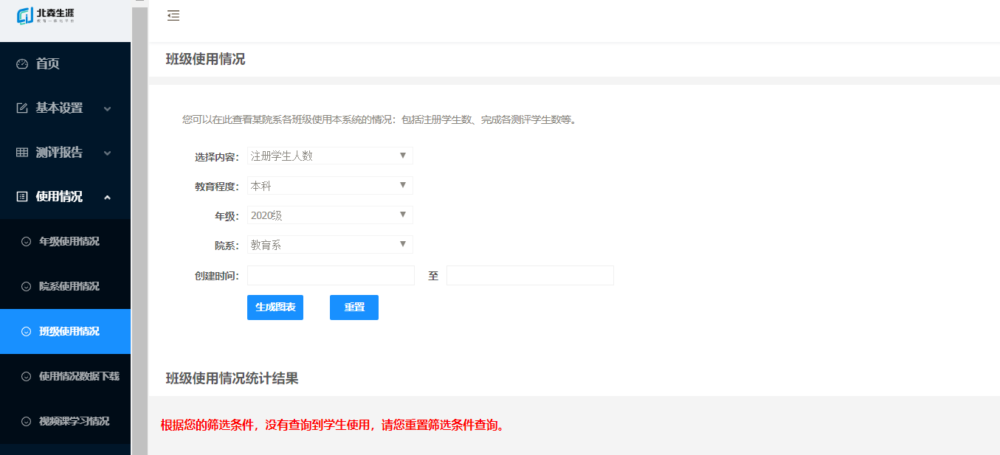 北森生涯
教育一体化平台
首页
基本设置
测评报告
使用情况
年级使用情况
院系使用情况
班级使用情况
使用情况数据下载
视频课学习情况
班级使用情况
您可以在此查看某院系各班级使用本系统的情况：包括注册学生数、完成各测评学生数等。
选择内容： 注册学生人数 ▼
教育程度： 本科 ▼
年级： 2020级 ▼
院系： 教育系 ▼
创建时间： 至
生成图表 重置
班级使用情况统计结果
根据您的筛选条件，没有查询到学生使用，请您重置筛选条件查询。